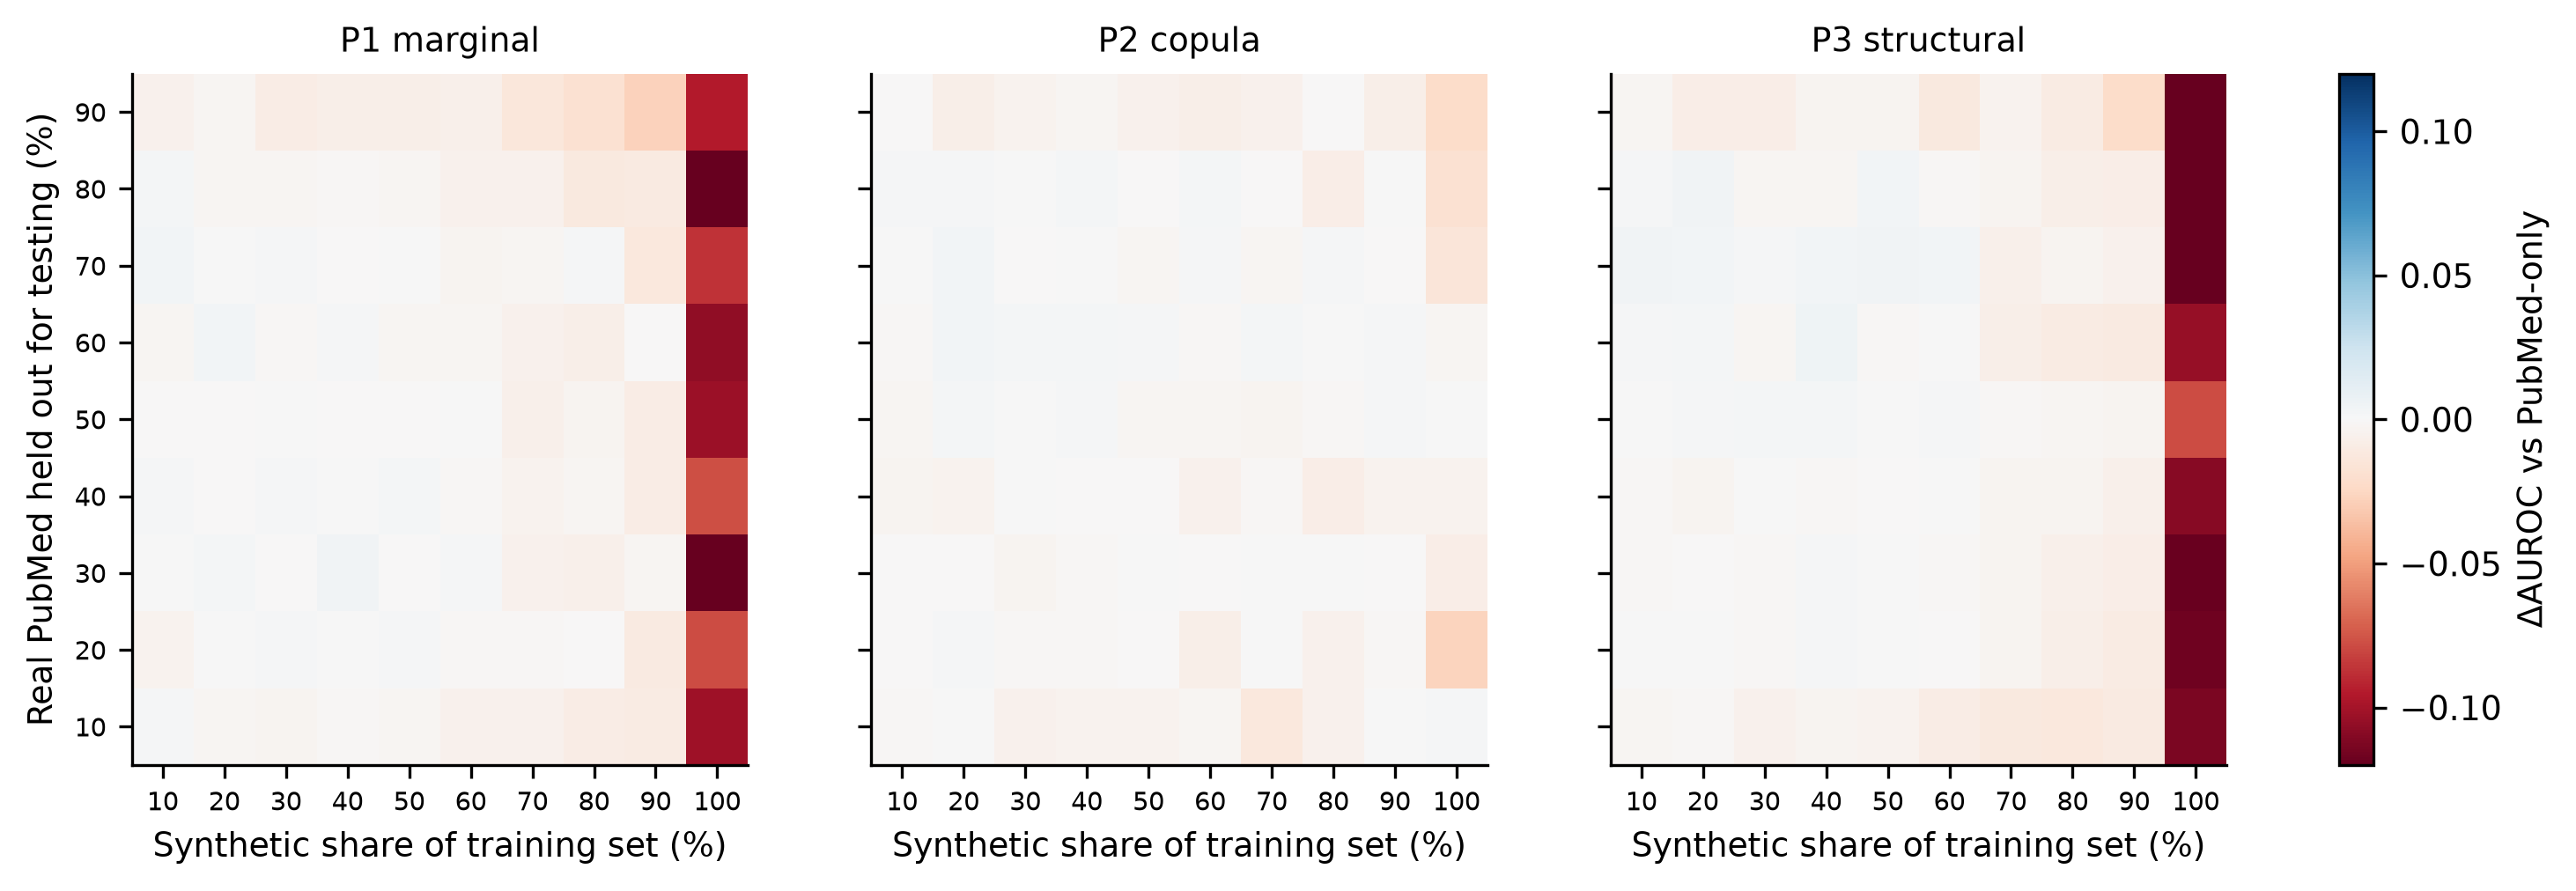 P1 marginal
P2 copula
P3 structural
Real PubMed held out for testing (%)
90
80
70
60
50
40
30
20
10
10 20 30 40 50 60 70 80 90 100
Synthetic share of training set (%)
10 20 30 40 50 60 70 80 90 100
Synthetic share of training set (%)
10 20 30 40 50 60 70 80 90 100
Synthetic share of training set (%)
0.10
0.05
0.00
−0.05
−0.10
ΔAUROC vs PubMed-only